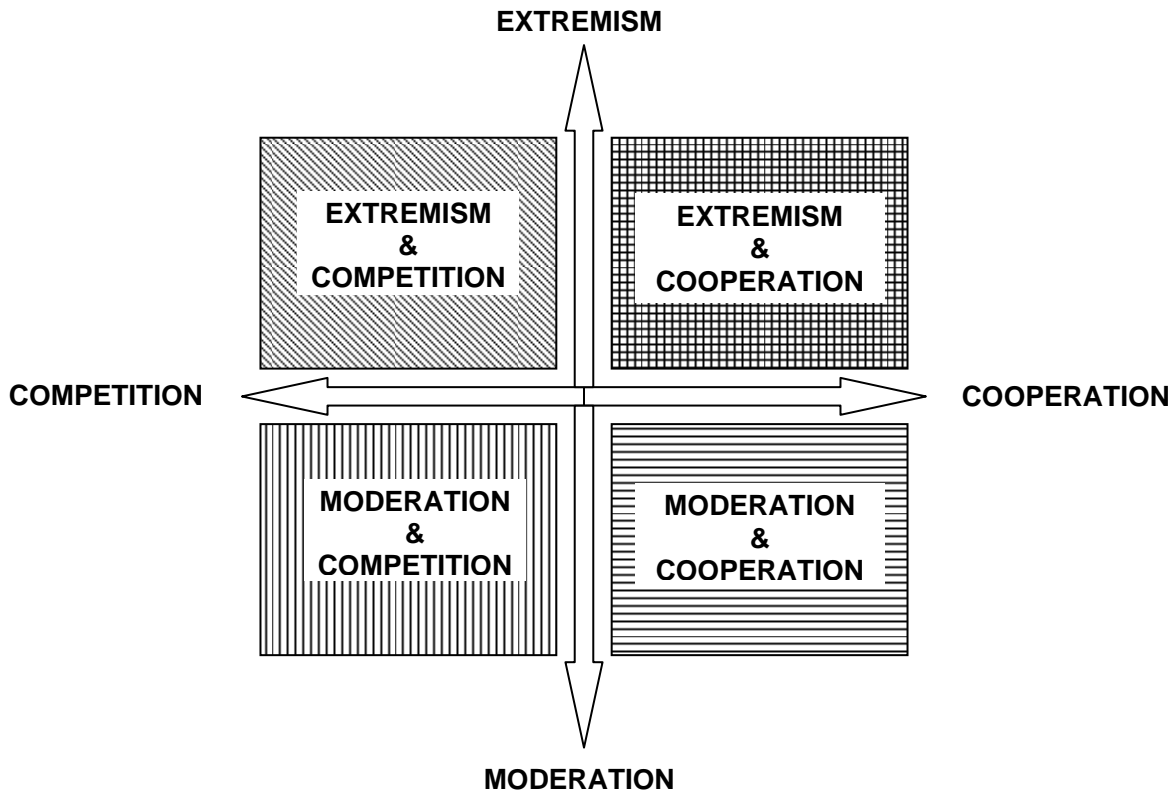 EXTREMISM
EXTREMISM
&
COMPETITION
EXTREMISM
&
COOPERATION
COMPETITION
COOPERATION
MODERATION
&
COMPETITION
MODERATION
&
COOPERATION
MODERATION